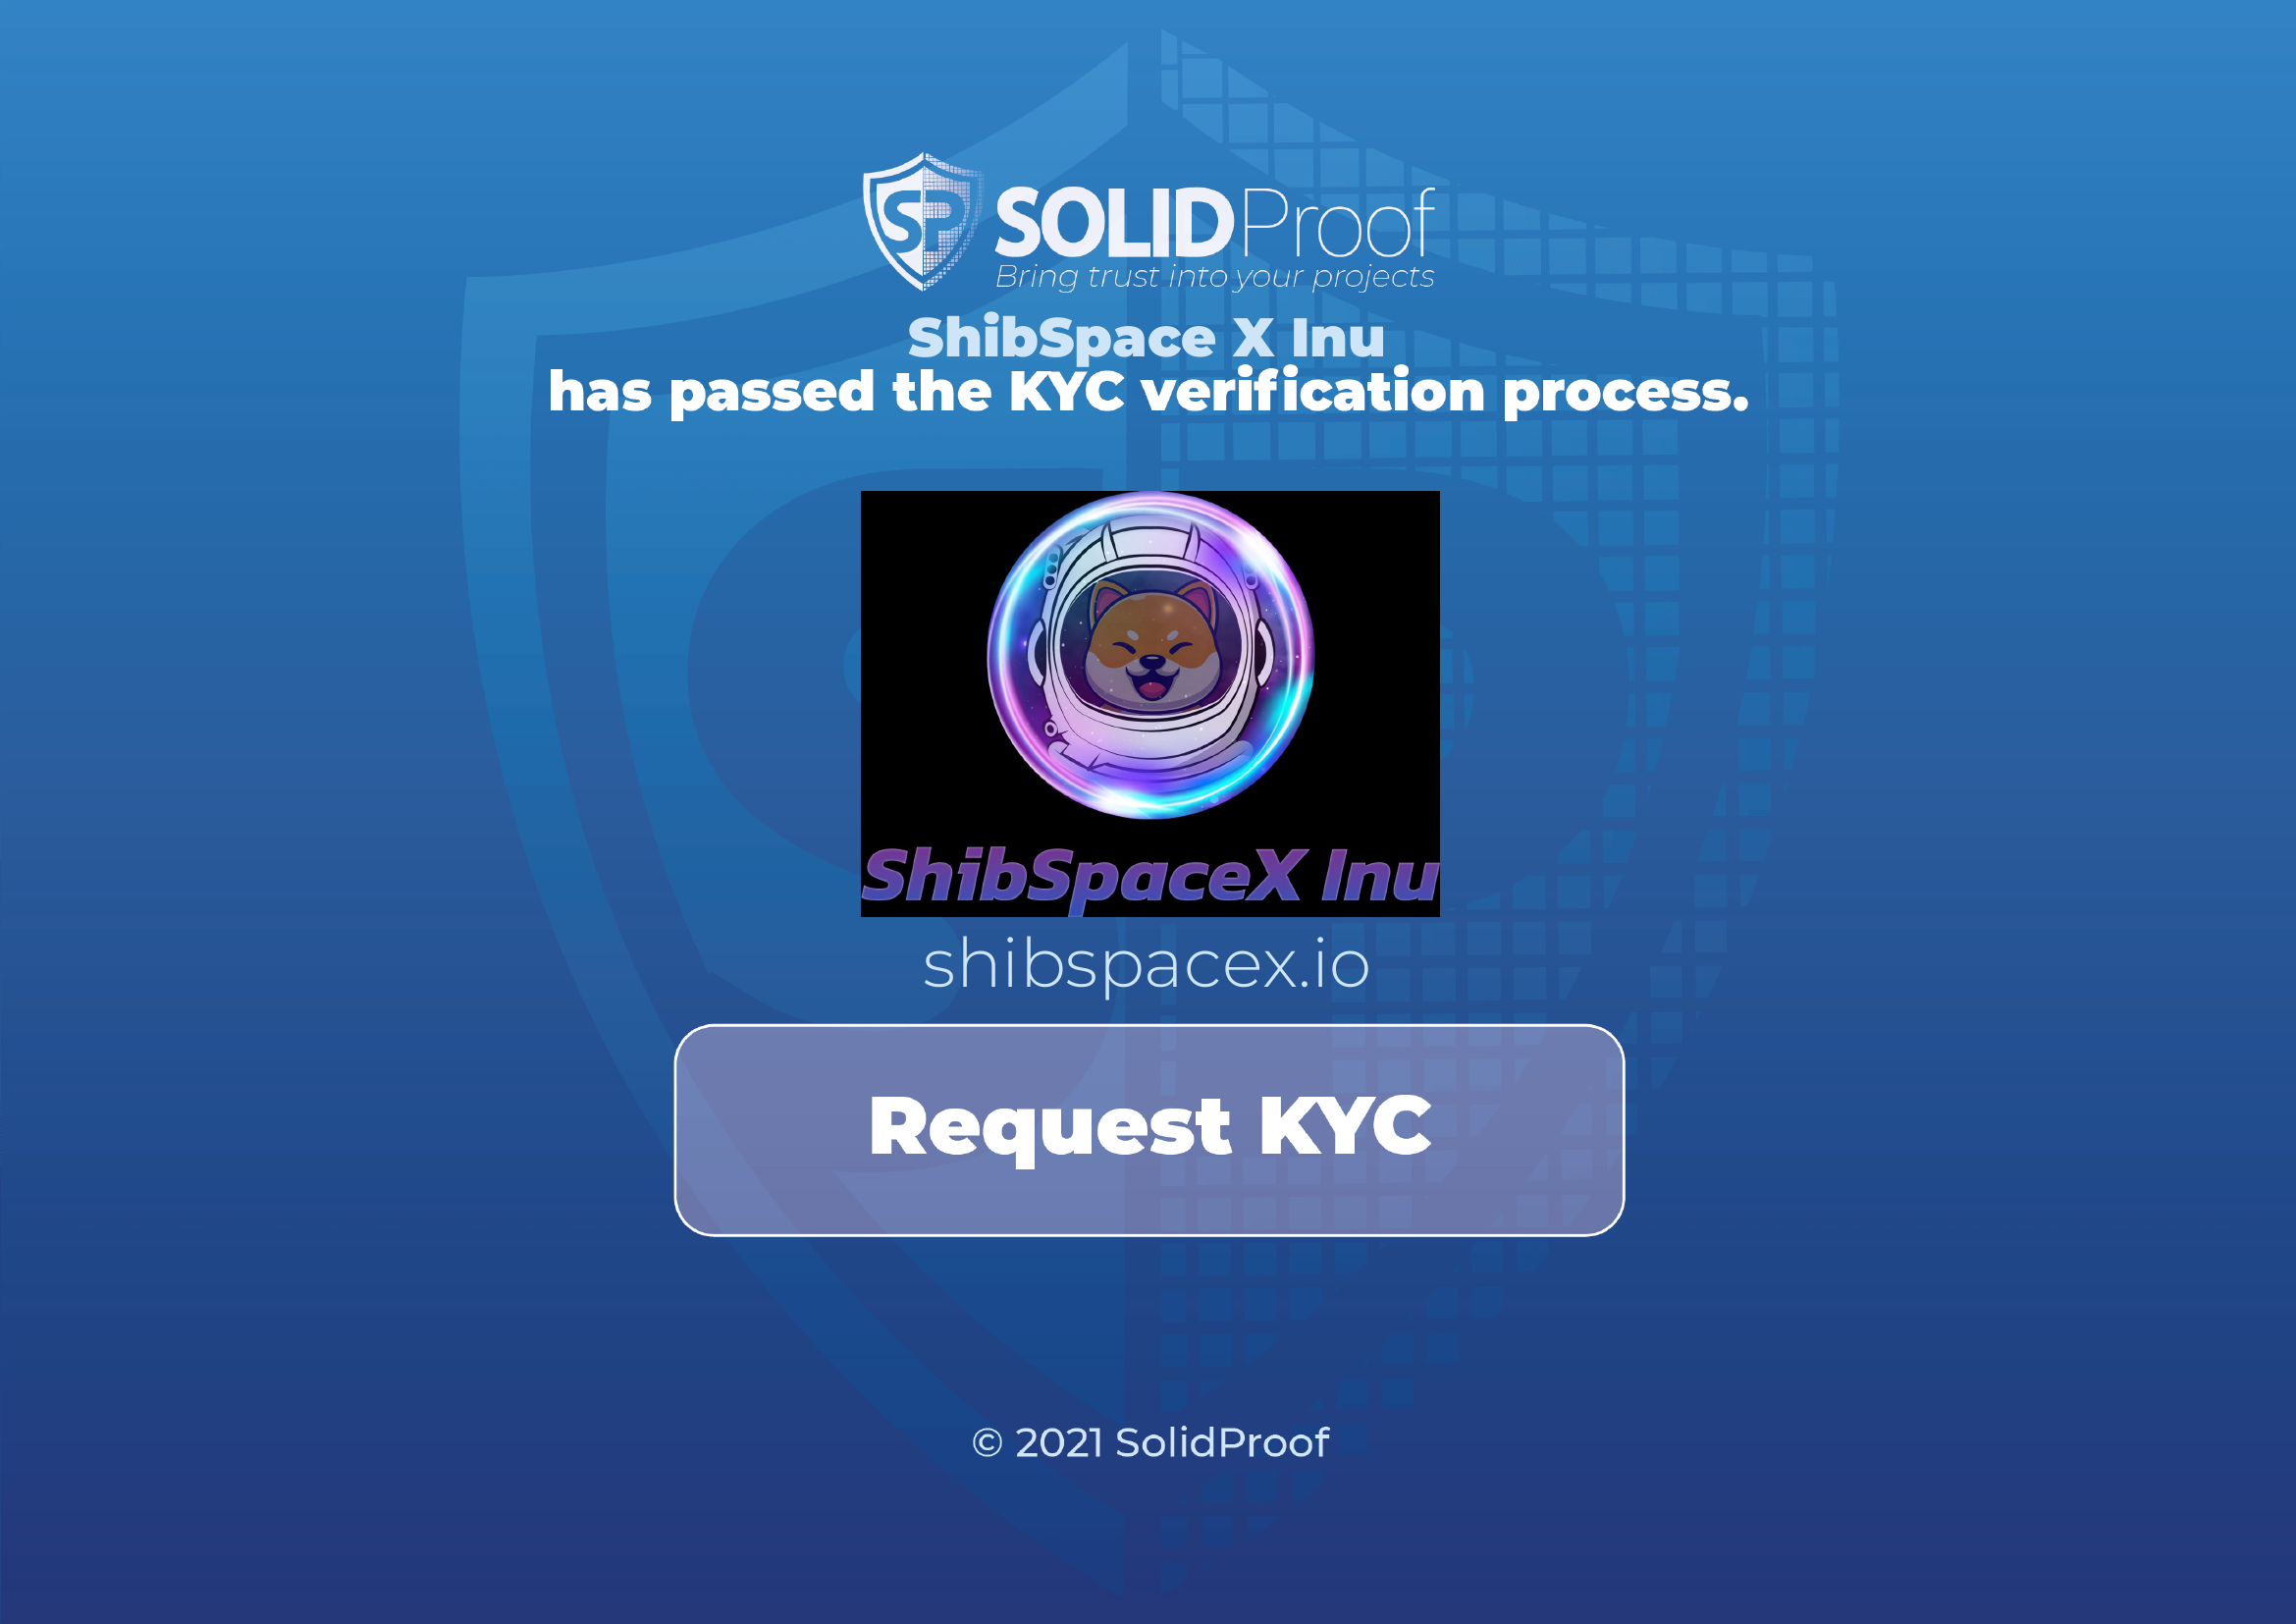 SP SOLIDProof
Bring trust into your projects
ShibSpace X Inu
has passed the KYC verification process.
ShibSpaceX Inu
shibspacex.io
Request KYC
© 2021 SolidProof